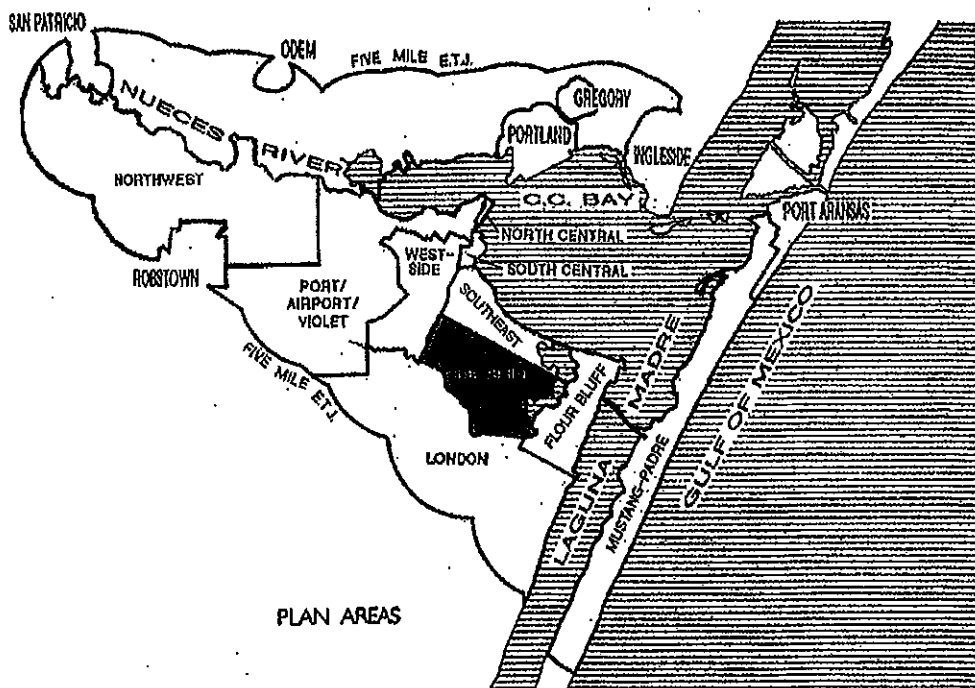 SAN PATRICIO
ODEM
FIVE MILE E.T.J.
GREGORY
PORTLAND
INGLESIDE
NUECES RIVER
NORTHWEST
C.C. BAY
PORT ARANSAS
NORTH CENTRAL
WEST-
SIDE
SOUTH CENTRAL
ROBSTOWN
PORT/
AIRPORT/
VIOLET
SOUTHEAST
FIVE MILE E.T.J.
FLOUR BLUFF
LONDON
LAGUNA MADRE
MUSTANG-PADRE
GULF OF MEXICO
PLAN AREAS